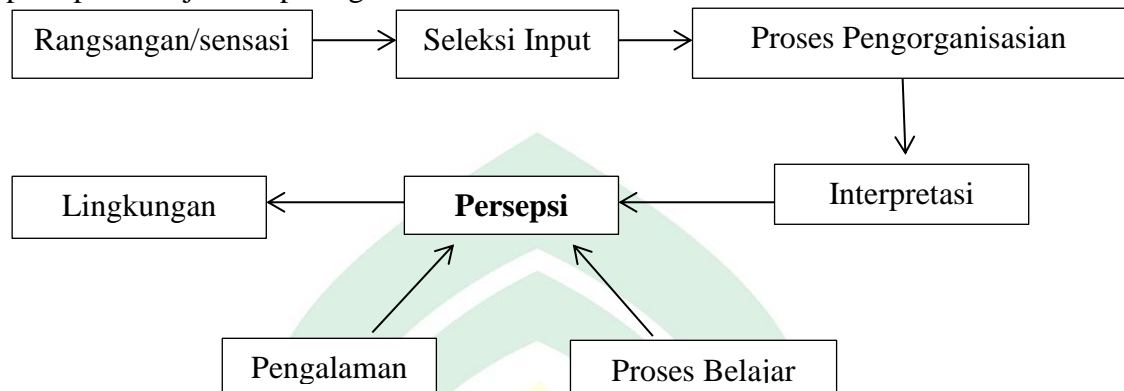 Rangsangan/sensasi
Seleksi Input
Proses Pengorganisasian
Interpretasi
Persepsi
Lingkungan
Pengalaman
Proses Belajar